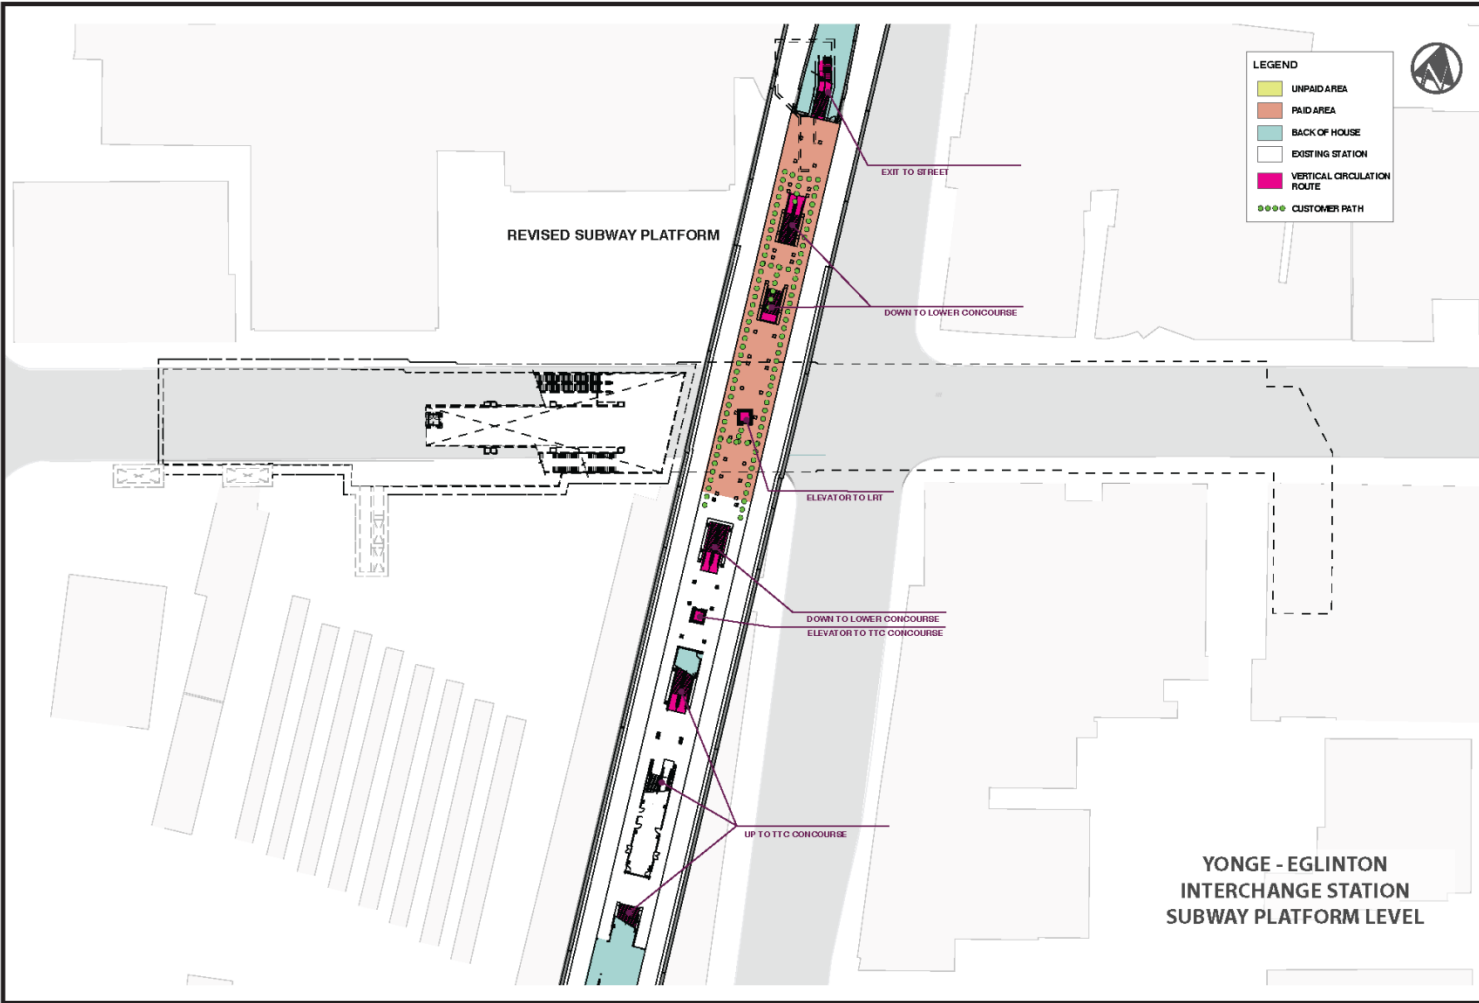 LEGEND
UNPAID AREA
PAID AREA
BACK OF HOUSE
EXISTING STATION
VERTICAL CIRCULATION
ROUTE
CUSTOMER PATH
EXIT TO STREET
REVISED SUBWAY PLATFORM
DOWN TO LOWER CONCOURSE
ELEVATOR TO LRT
DOWN TO LOWER CONCOURSE
ELEVATOR TO TTC CONCOURSE
UP TO TTC CONCOURSE
YONGE - EGLINTON
INTERCHANGE STATION
SUBWAY PLATFORM LEVEL